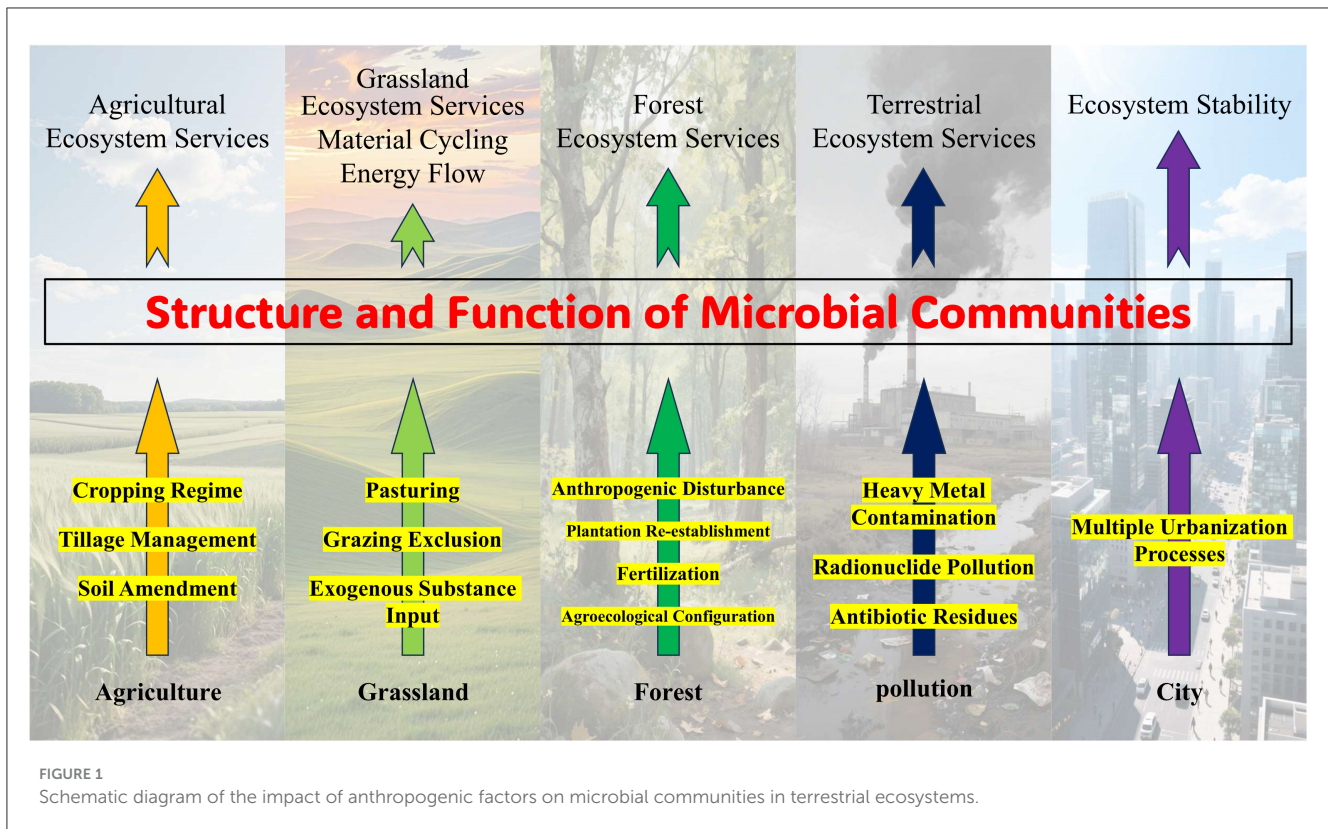 Agricultural
Ecosystem Services
Grassland
Ecosystem Services
Material Cycling
Energy Flow
Forest
Ecosystem Services
Terrestrial
Ecosystem Services
Ecosystem Stability
Structure and Function of Microbial Communities
Cropping Regime
Tillage Management
Soil Amendment
Agriculture
Pasturing
Grazing Exclusion
Exogenous Substance
Input
Grassland
Anthropogenic Disturbance
Plantation Re-establishment
Fertilization
Agroecological Configuration
Forest
Heavy Metal
Contamination
Radionuclide Pollution
Antibiotic Residues
pollution
Multiple Urbanization
Processes
City
FIGURE 1
Schematic diagram of the impact of anthropogenic factors on microbial communities in terrestrial ecosystems.